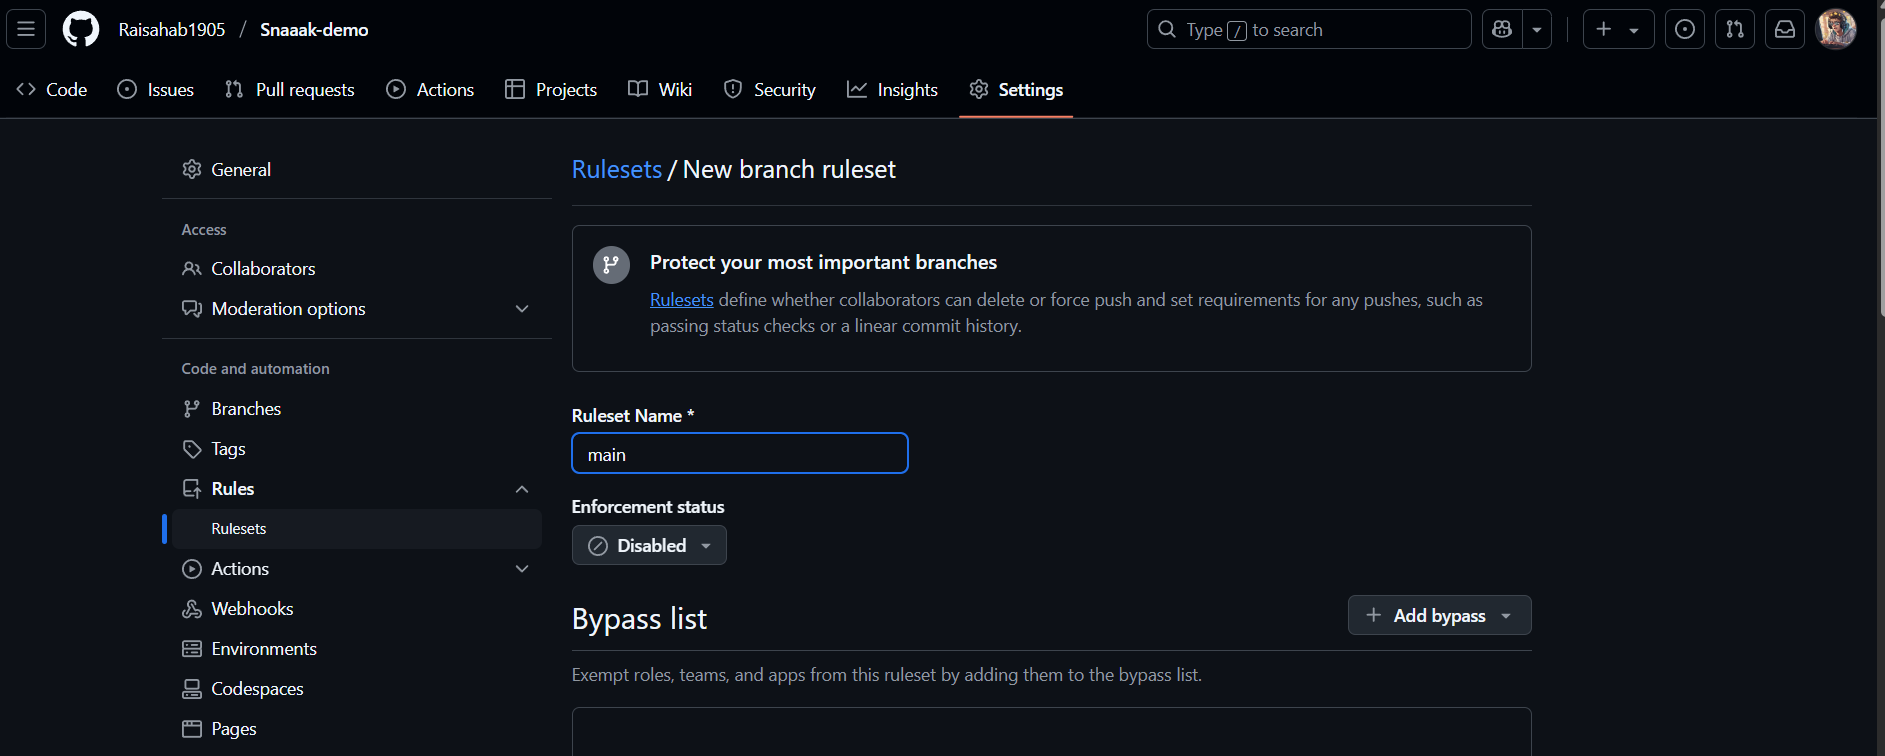 Raisahab1905 / Snaaak-demo
Type / to search
Code Issues Pull requests Actions Projects Wiki Security Insights Settings
General
Access
Collaborators
Moderation options
Code and automation
Branches
Tags
Rules
Rulesets
Actions
Webhooks
Environments
Codespaces
Pages
Rulesets / New branch ruleset
Protect your most important branches
Rulesets define whether collaborators can delete or force push and set requirements for any pushes, such as
passing status checks or a linear commit history.
Ruleset Name *
main
Enforcement status
Disabled
Bypass list
Add bypass
Exempt roles, teams, and apps from this ruleset by adding them to the bypass list.